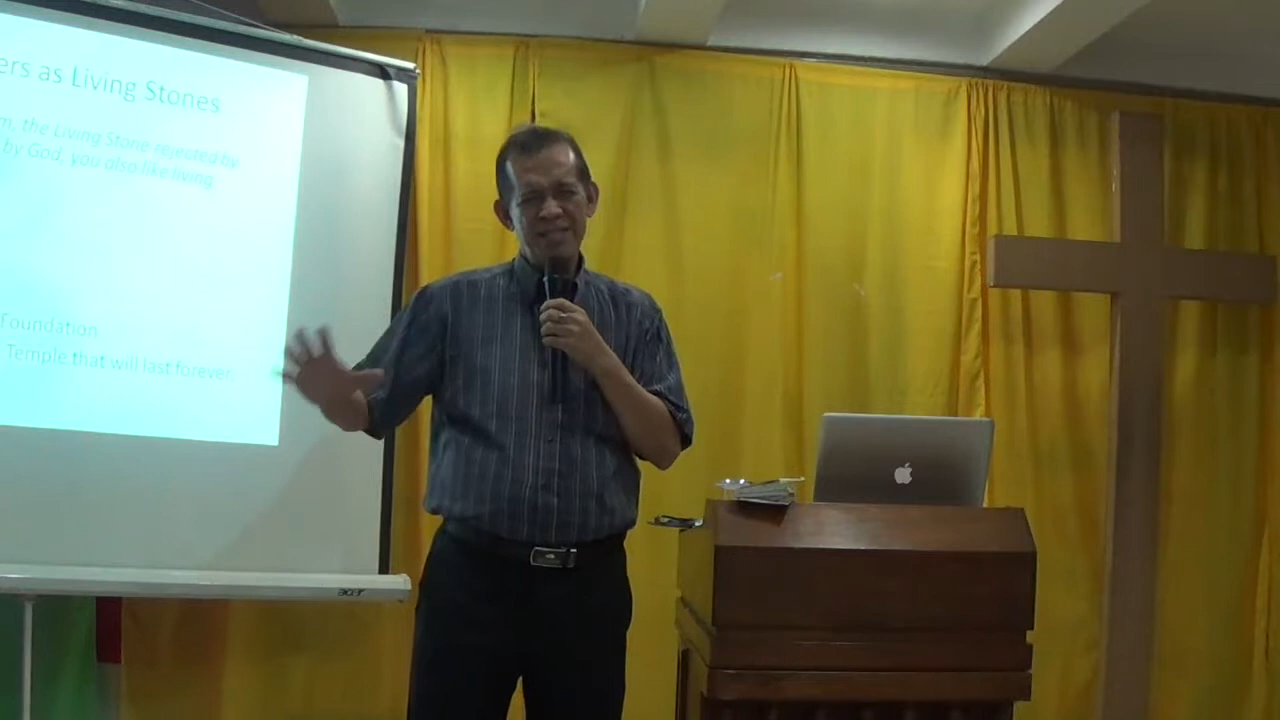 ers as Living Stones
m, the Living Stone rejected by
by God, you also like living
Foundation
Temple that will last forever
acer